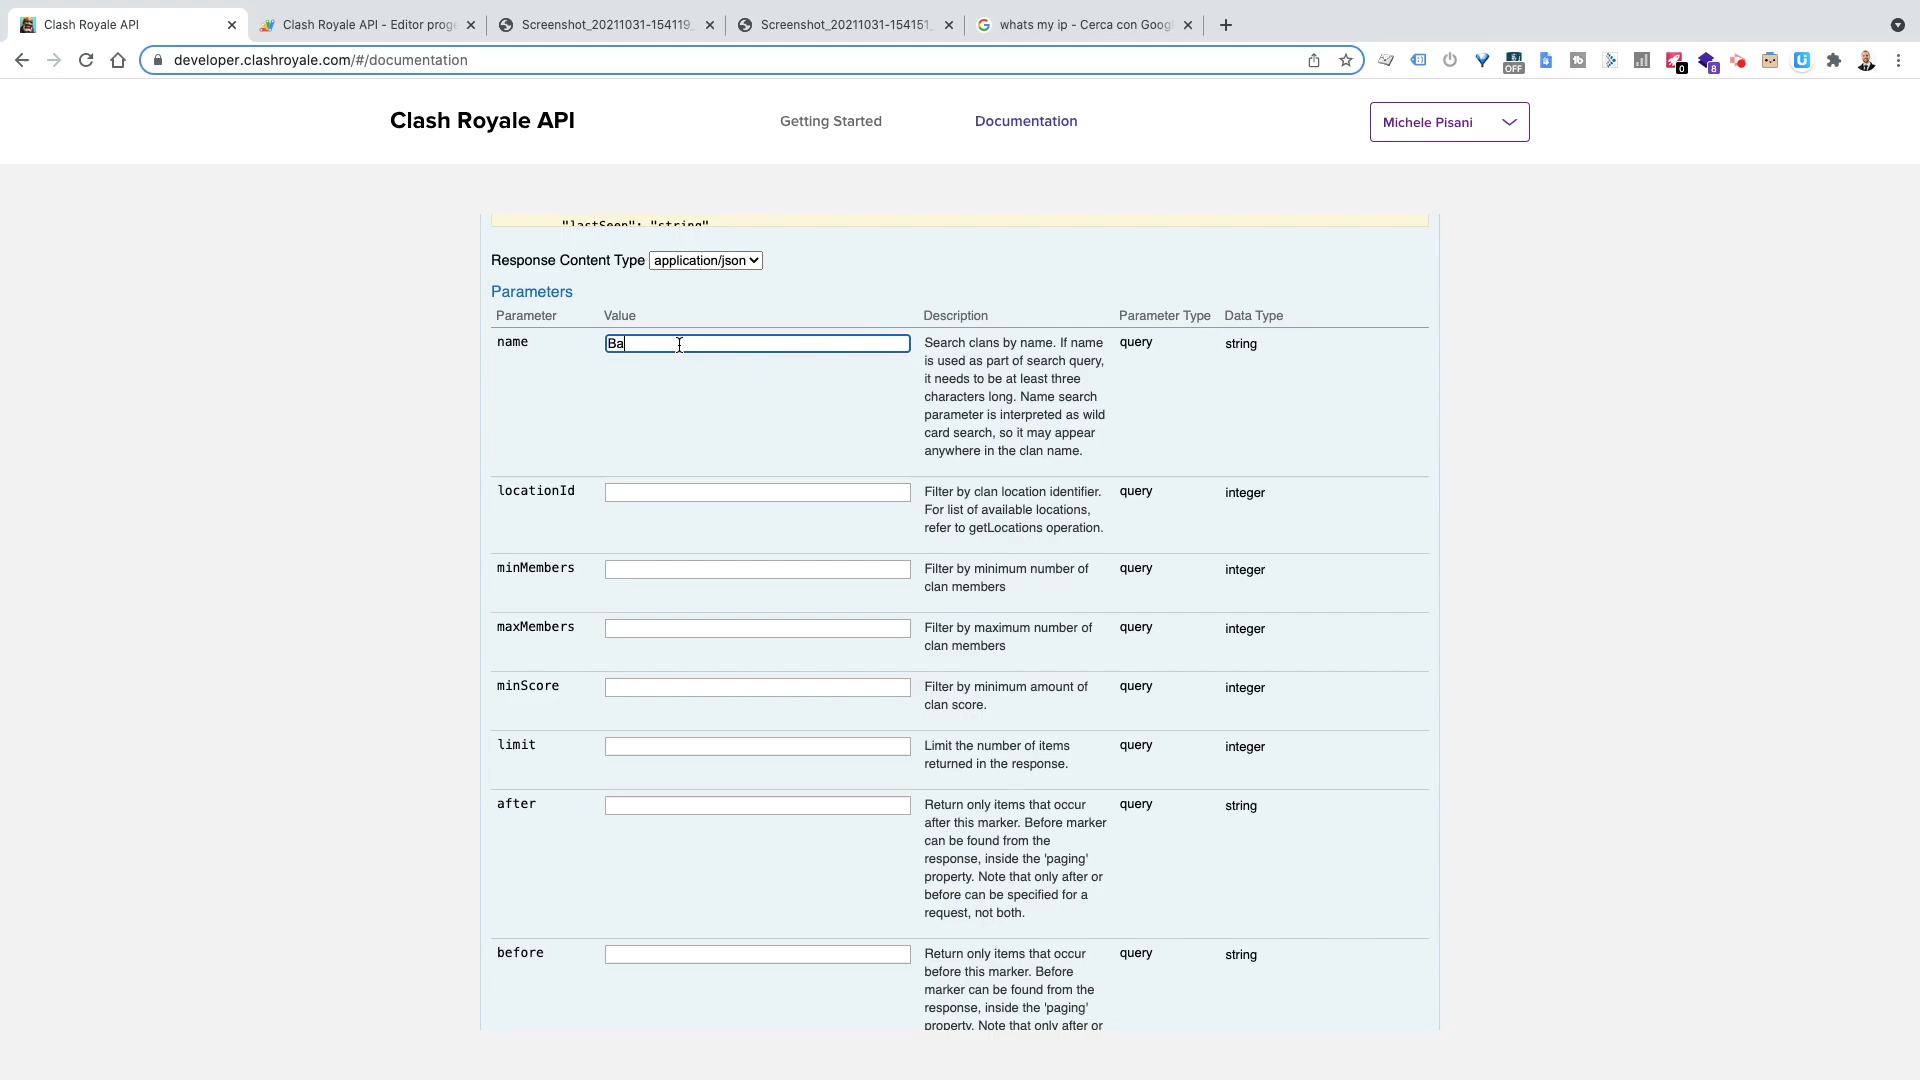 Clash Royale API
Clash Royale API - Editor proge
Screenshot_20211031-154119_
Screenshot_20211031-154151_
whats my ip - Cerca con Googl
developer.clashroyale.com/#/documentation
OFF
0
8
Clash Royale API
Getting Started
Documentation
Michele Pisani
"lastSeen": "string"
Response Content Type application/json
Parameters
Parameter
Value
Description
Parameter Type
Data Type
name
Ba
Search clans by name. If name
is used as part of search query,
it needs to be at least three
characters long. Name search
parameter is interpreted as wild
card search, so it may appear
anywhere in the clan name.
query
string
locationId
Filter by clan location identifier.
For list of available locations,
refer to getLocations operation.
query
integer
minMembers
Filter by minimum number of
clan members
query
integer
maxMembers
Filter by maximum number of
clan members
query
integer
minScore
Filter by minimum amount of
clan score.
query
integer
limit
Limit the number of items
returned in the response.
query
integer
after
Return only items that occur
after this marker. Before marker
can be found from the
response, inside the 'paging'
property. Note that only after or
before can be specified for a
request, not both.
query
string
before
Return only items that occur
before this marker. Before
marker can be found from the
response, inside the 'paging'
property. Note that only after or
query
string